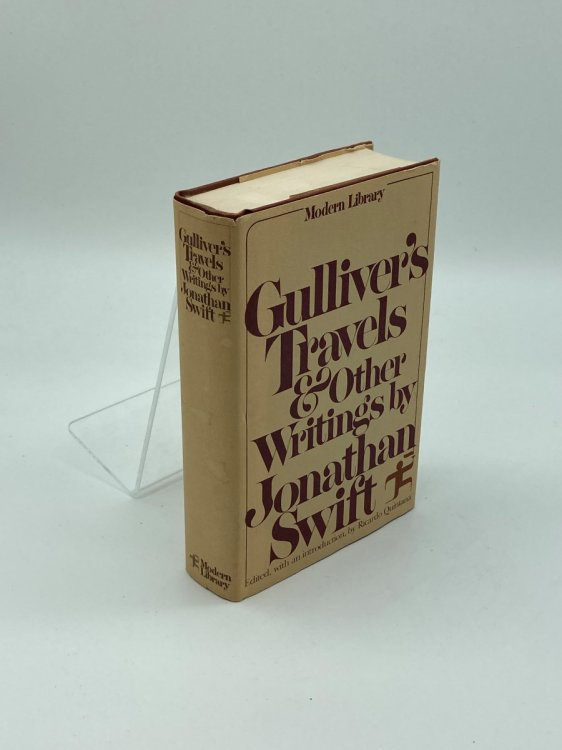 Gulliver's
Travels
& Other
Writings by
Jonathan
Swift
Modern
Library
Modern Library
Gulliver's
Travels
& Other
Writings by
Jonathan
Swift
Edited, with an introduction, by Ricardo Quintana